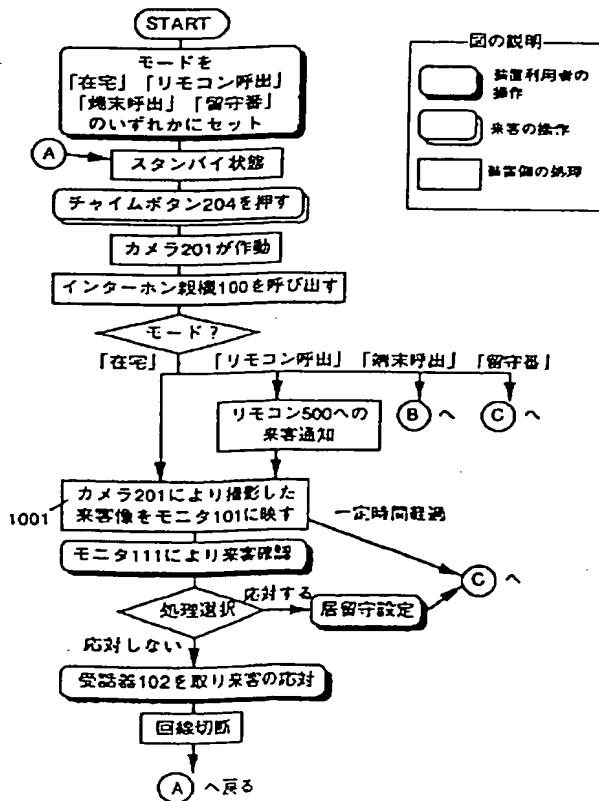 START
モードを
「在宅」「リモコン呼出」
「端末呼出」「留守番」
のいずれかにセット
図の説明
装置利用者の
操作
来客の操作
装置側の処理
A
スタンバイ状態
チャイムボタン204を押す
カメラ201が作動
インターホン親機100を呼び出す
モード?
「在宅」
「リモコン呼出」
「端末呼出」
「留守番」
リモコン500への
来客通知
B へ
C へ
カメラ201により撮影した
来客像をモニタ101に映す
1001
一定時間経過
モニタ111により来客確認
C へ
処理選択
応対する
居留守設定
応対しない
受話器102を取り来客の応対
回線切断
A へ戻る